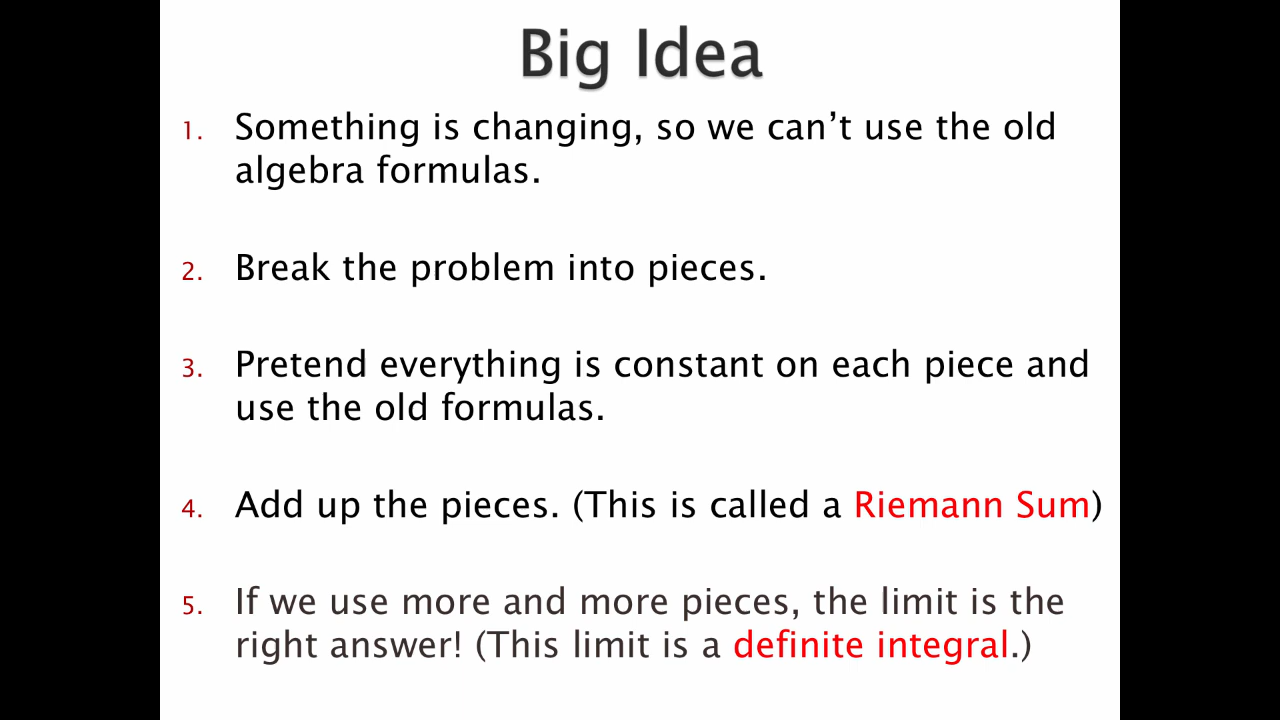 Big Idea
1. Something is changing, so we can’t use the old
algebra formulas.
2. Break the problem into pieces.
3. Pretend everything is constant on each piece and
use the old formulas.
4. Add up the pieces. (This is called a Riemann Sum)
5. If we use more and more pieces, the limit is the
right answer! (This limit is a definite integral.)